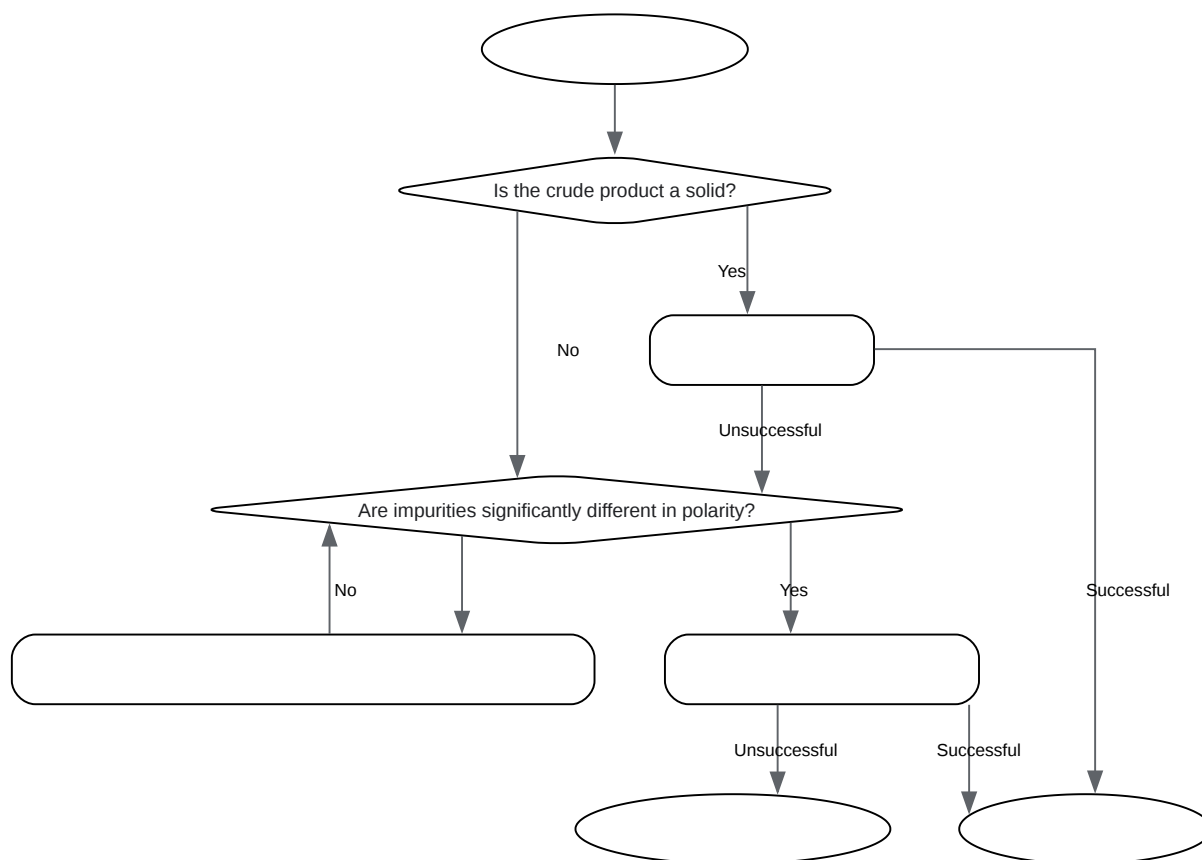 Is the crude product a solid?
Yes
No
Unsuccessful
Are impurities significantly different in polarity?
No
Yes
Successful
Unsuccessful
Successful